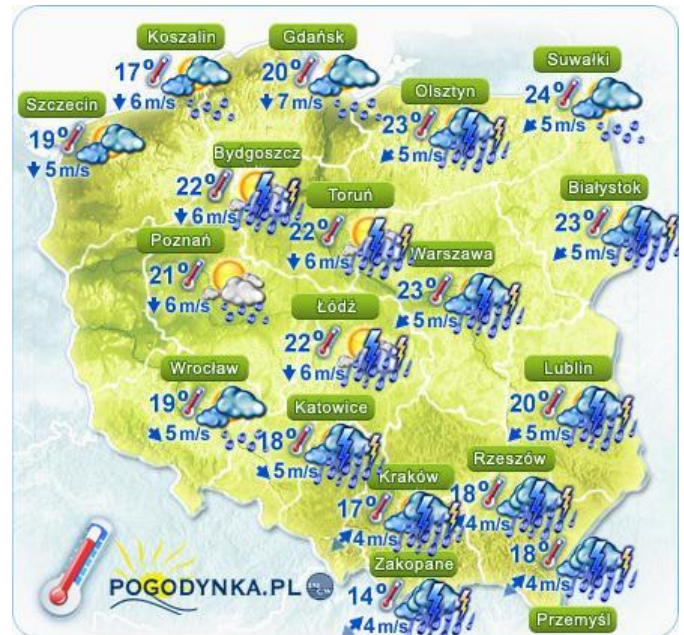 Koszalin
17°
6 m/s
Gdańsk
20°
7 m/s
Suwałki
24°
5 m/s
Szczecin
19°
5 m/s
Olsztyn
23°
5 m/s
Bydgoszcz
22°
6 m/s
Toruń
22°
6 m/s
Białystok
23°
5 m/s
Poznań
21°
6 m/s
Warszawa
23°
5 m/s
Łódź
22°
6 m/s
Wrocław
19°
5 m/s
Katowice
18°
5 m/s
Lublin
20°
5 m/s
Kraków
17°
4 m/s
Rzeszów
18°
4 m/s
Zakopane
14°
4 m/s
18°
4 m/s
Przemyśl
POGODYNKA.PL